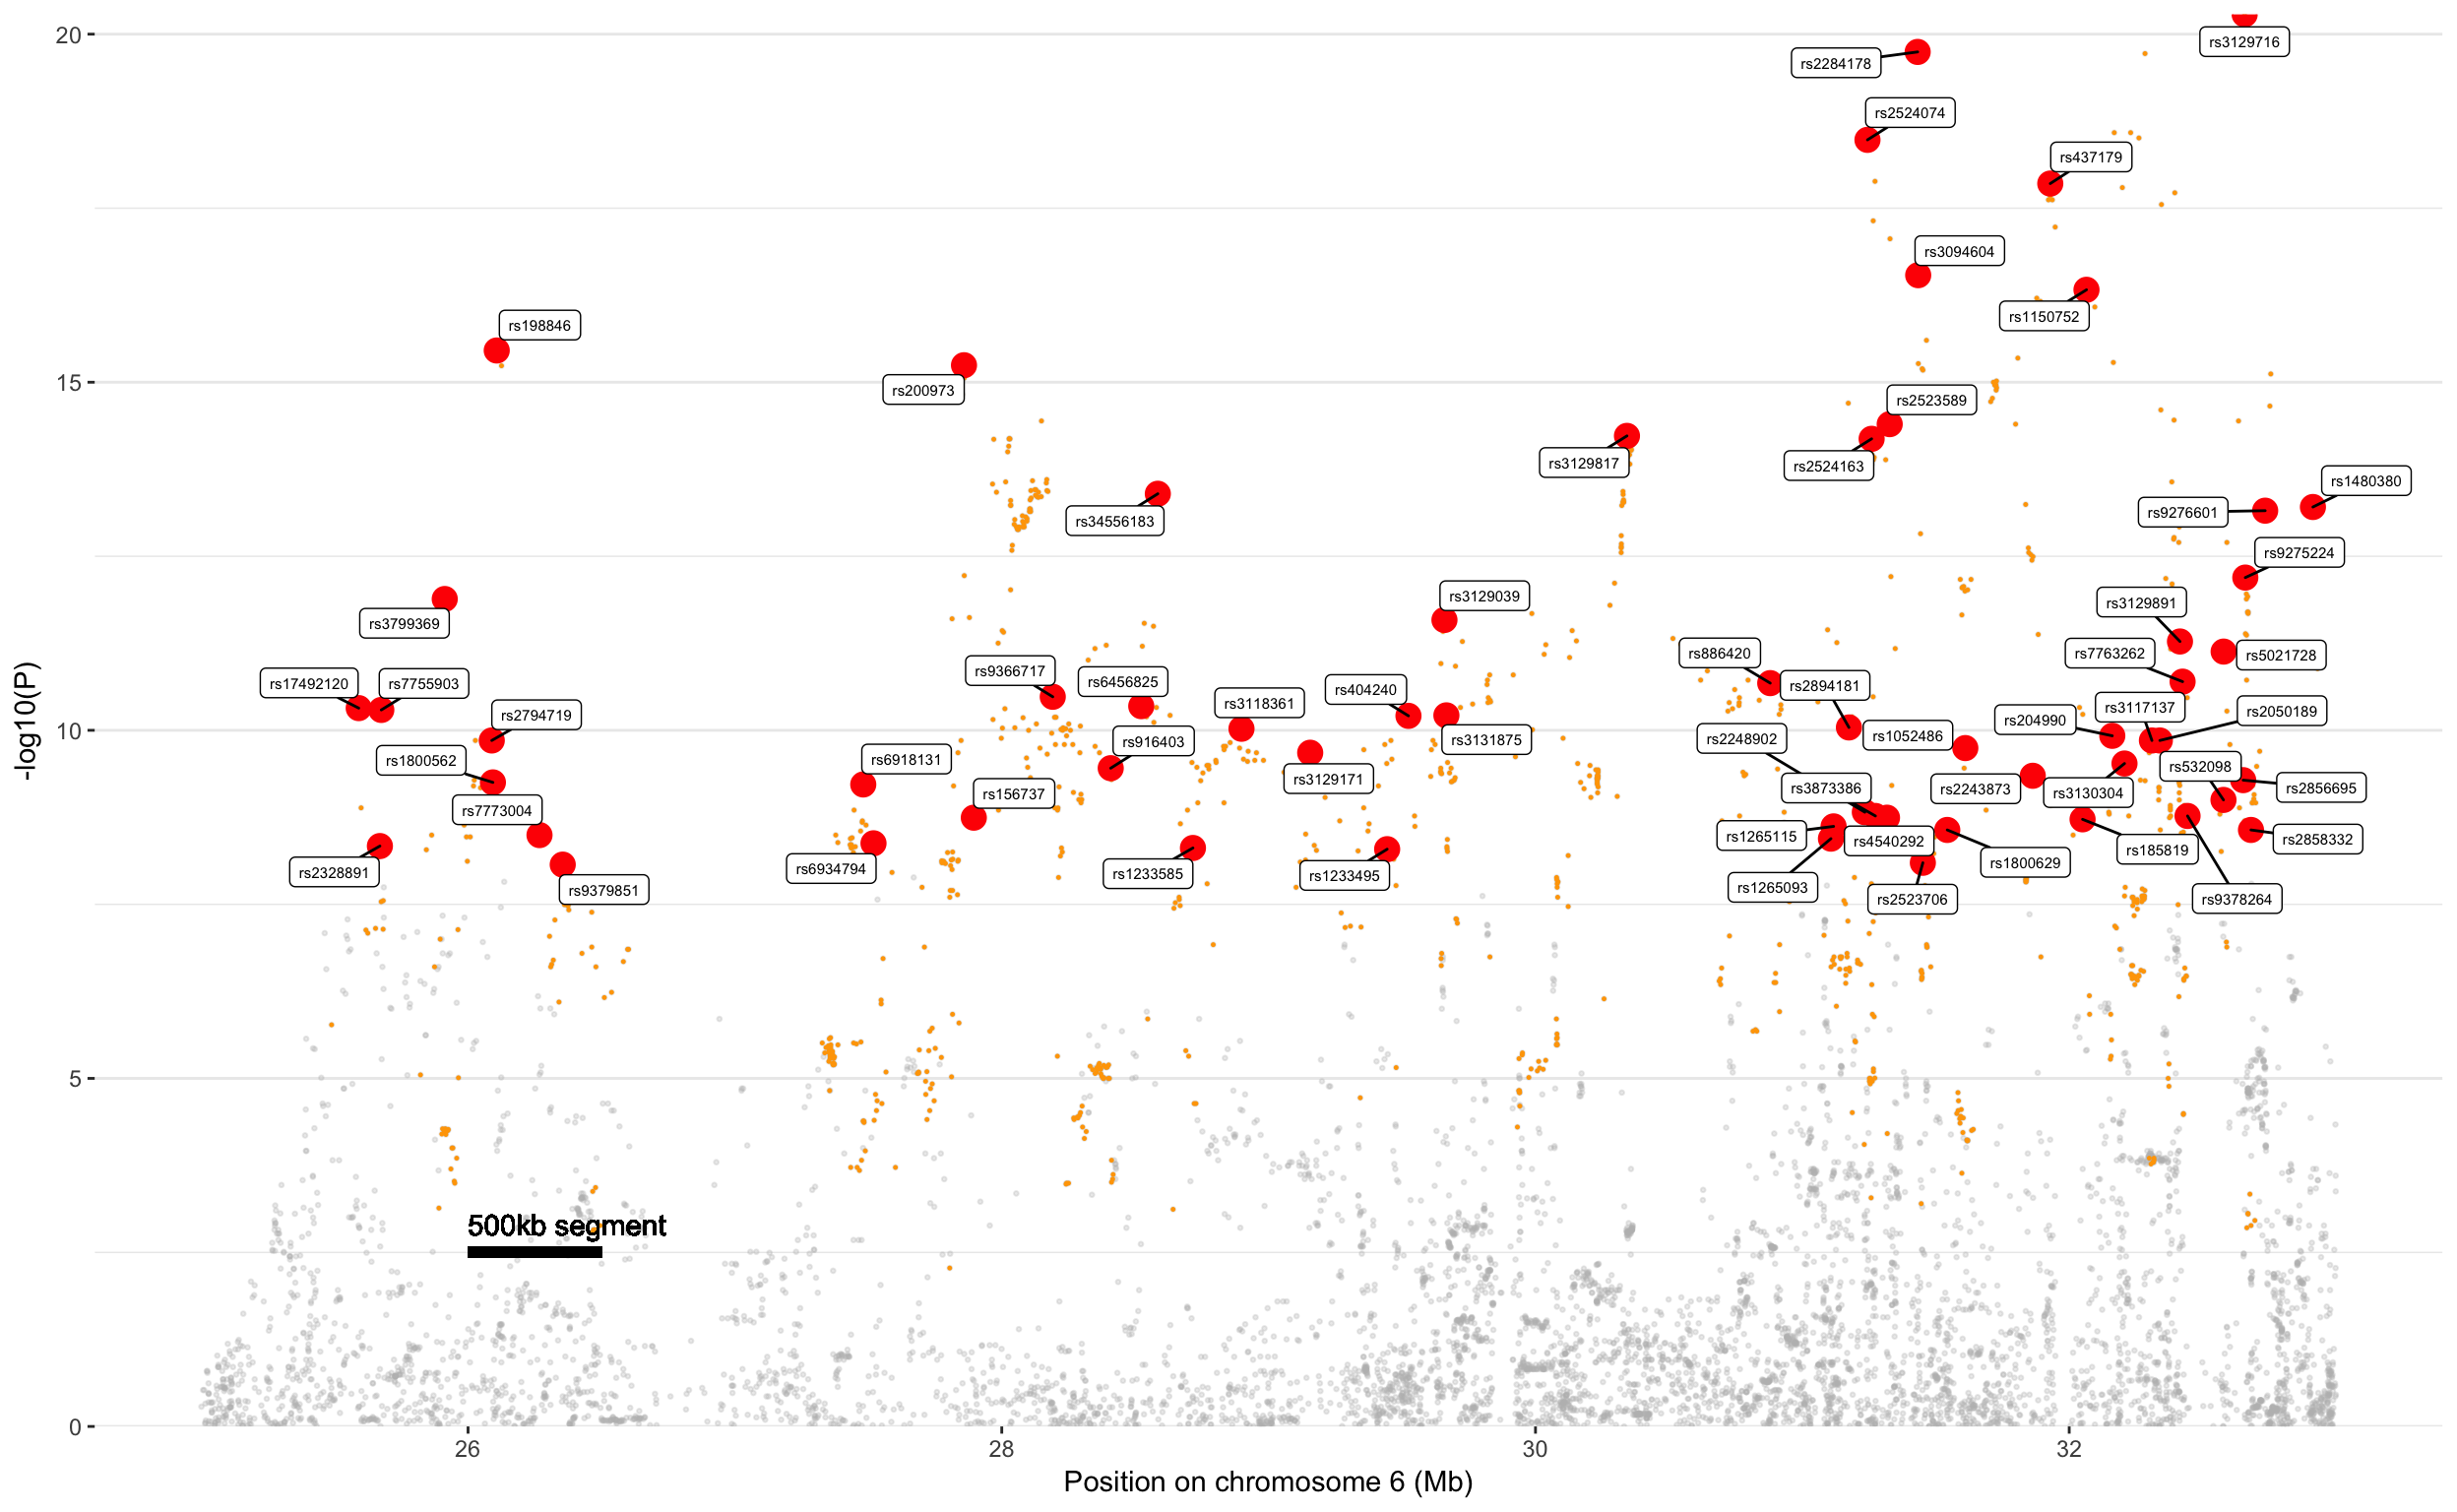 20
rs3129716
rs2284178
rs2524074
rs437179
rs3094604
rs1150752
rs198846
15
rs200973
rs2523589
rs3129817
rs2524163
rs1480380
rs34556183
rs9276601
rs9275224
rs3129039
rs3129891
rs3799369
rs886420
rs7763262
rs5021728
rs9366717
rs17492120
rs7755903
rs6456825
rs2894181
rs404240
rs3118361
rs3117137
rs2050189
rs2794719
rs204990
10
rs1052486
rs2248902
rs3131875
rs916403
rs1800562
rs6918131
rs532098
rs3129171
rs2856695
rs3873386
rs2243873
rs3130304
rs156737
rs7773004
rs1265115
rs2858332
rs4540292
rs185819
rs1800629
rs6934794
rs2328891
rs1233585
rs1233495
rs1265093
rs9379851
rs2523706
rs9378264
-log10(P)
5
500kb segment
0
26 28 30 32
Position on chromosome 6 (Mb)